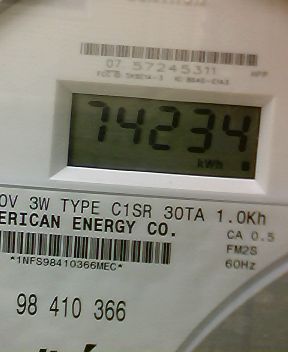 07 57245311
74234
kWh
0V 3W TYPE C1SR 30TA 1.0Kh
ERICAN ENERGY CO.
CA 0.5
FM2S
60Hz
*1NFS98410366MEC*
98 410 366